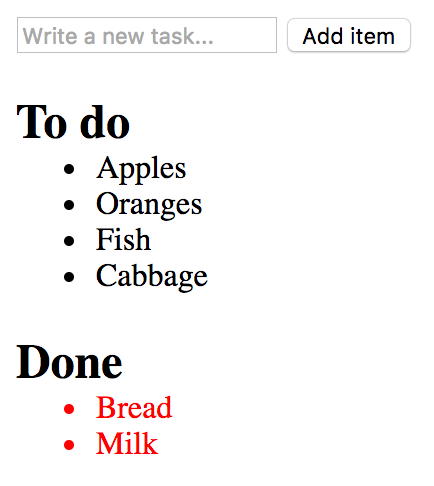 Write a new task... Add item
To do
Apples
Oranges
Fish
Cabbage
Done
Bread
Milk